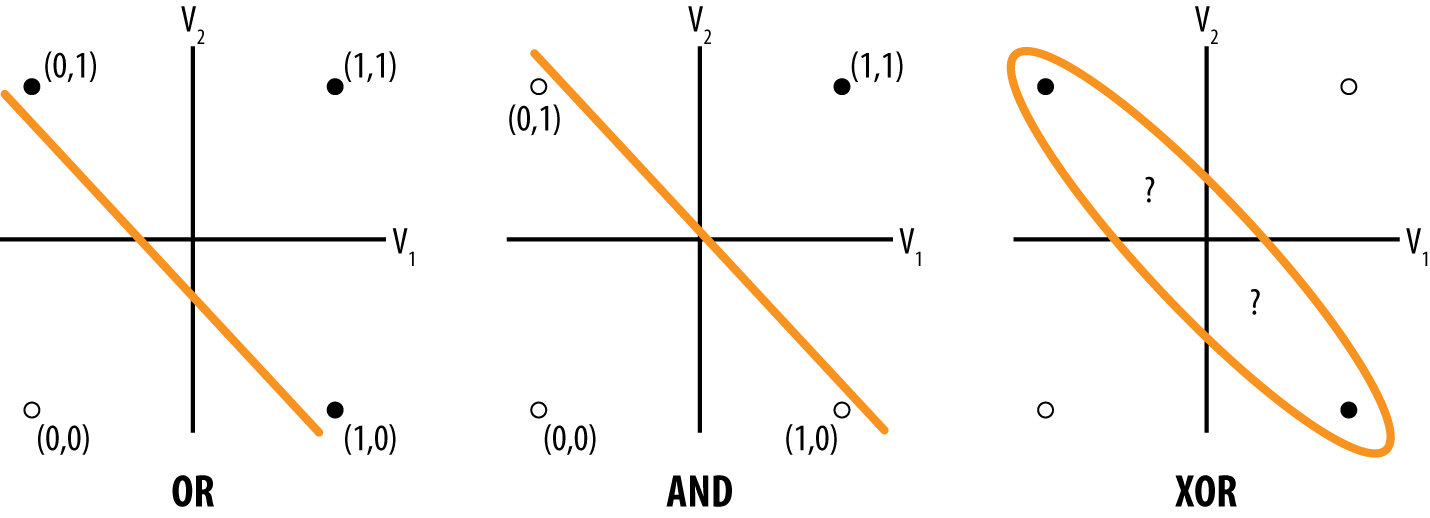 V2
(0,1)
(1,1)
V1
(0,0)
(1,0)
OR
V2
(1,1)
(0,1)
V1
(0,0)
(1,0)
AND
V2
?
V1
?
XOR